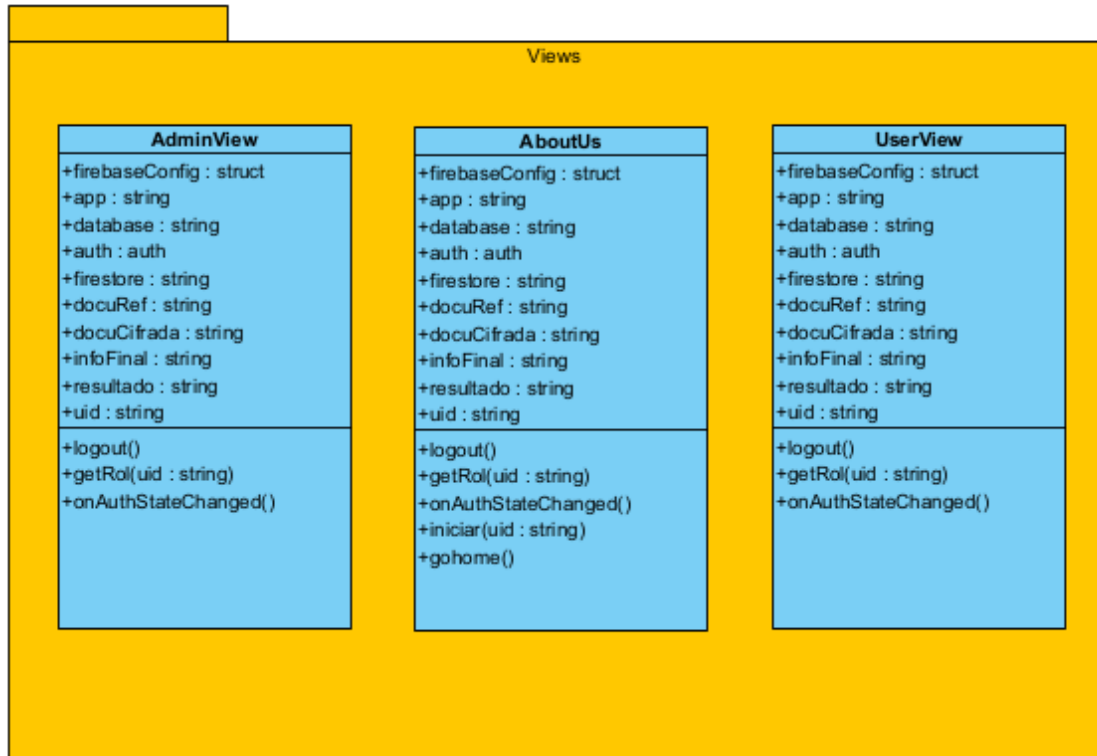 Views
AdminView
+firebaseConfig : struct
+app : string
+database : string
+auth : auth
+firestore : string
+docuRef : string
+docuCifrada : string
+infoFinal : string
+resultado : string
+uid : string
+logout()
+getRol(uid : string)
+onAuthStateChanged()
AboutUs
+firebaseConfig : struct
+app : string
+database : string
+auth : auth
+firestore : string
+docuRef : string
+docuCifrada : string
+infoFinal : string
+resultado : string
+uid : string
+logout()
+getRol(uid : string)
+onAuthStateChanged()
+iniciar(uid : string)
+gohome()
UserView
+firebaseConfig : struct
+app : string
+database : string
+auth : auth
+firestore : string
+docuRef : string
+docuCifrada : string
+infoFinal : string
+resultado : string
+uid : string
+logout()
+getRol(uid : string)
+onAuthStateChanged()